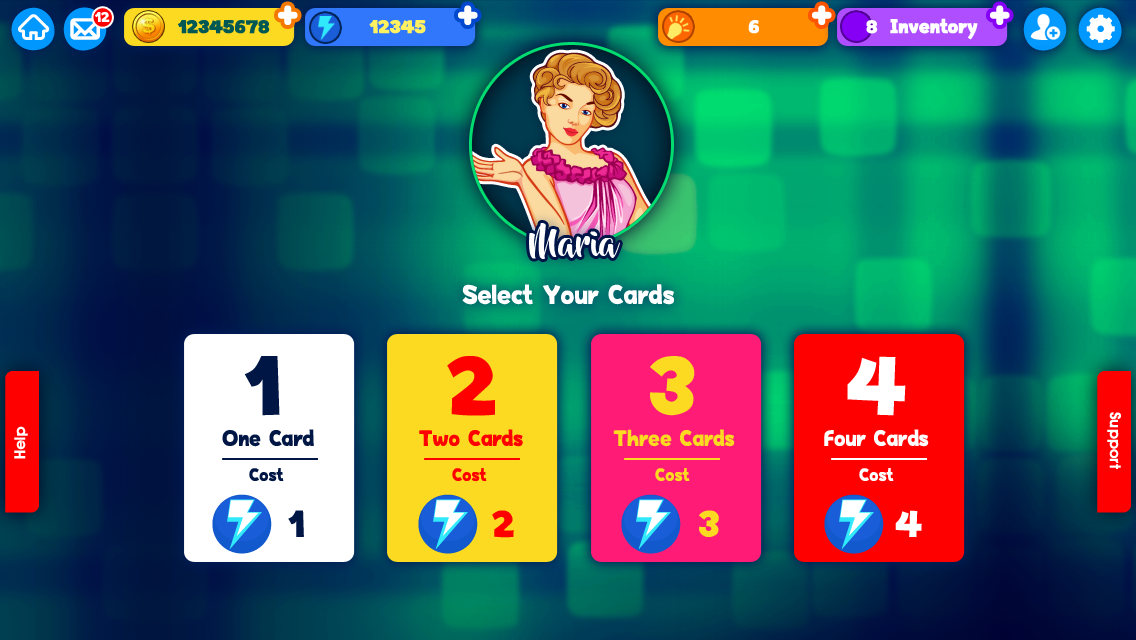 12
12345678
12345
6
8 Inventory
Maria
Select Your Cards
1
One Card
Cost
1
2
Two Cards
Cost
2
3
Three Cards
Cost
3
4
Four Cards
Cost
4
Help
Support